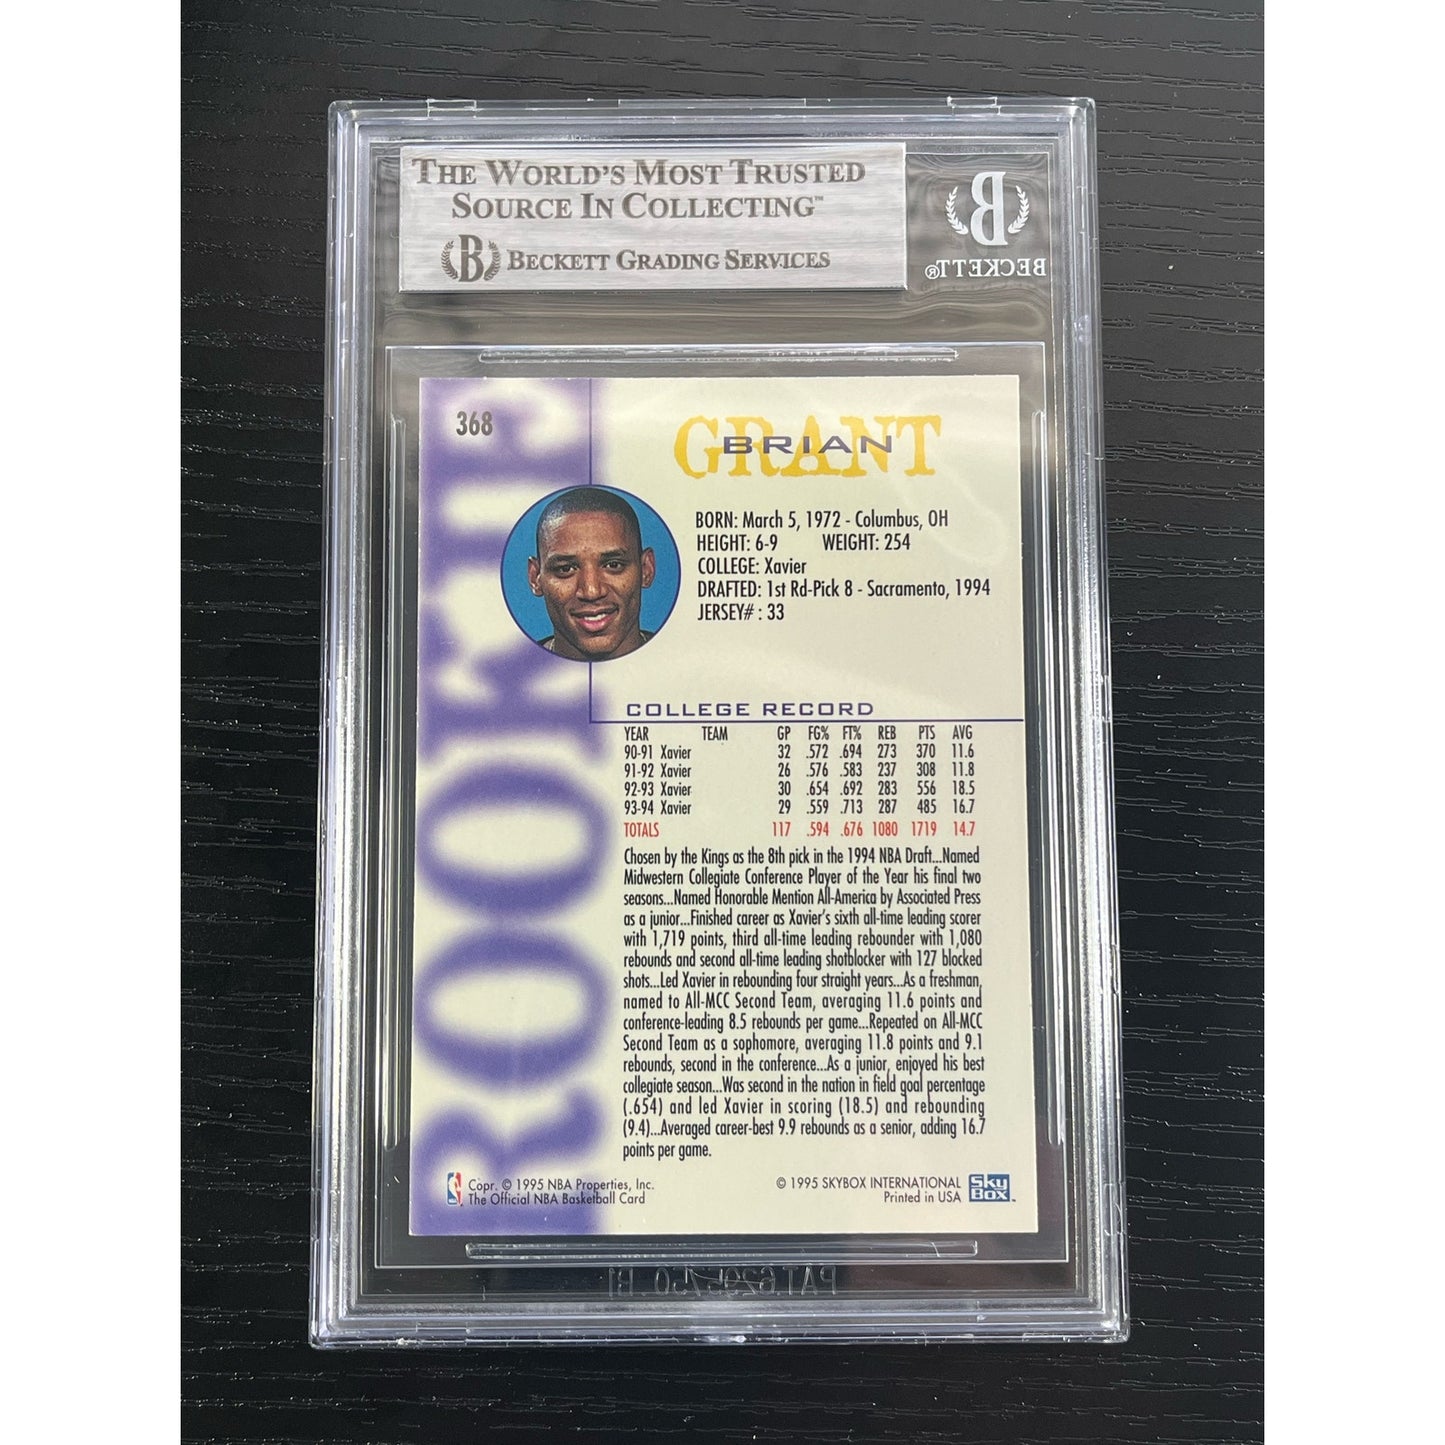 THE WORLD'S MOST TRUSTED
SOURCE IN COLLECTING™
B BECKETT GRADING SERVICES
B
BECKETT®
368
GRANT
BRIAN
ROOKIE
BORN: March 5, 1972 - Columbus, OH
HEIGHT: 6-9 WEIGHT: 254
COLLEGE: Xavier
DRAFTED: 1st Rd-Pick 8 - Sacramento, 1994
JERSEY# : 33
COLLEGE RECORD
YEAR TEAM GP FG% FT% REB PTS AVG
90-91 Xavier 32 .572 .694 273 370 11.6
91-92 Xavier 26 .576 .583 237 308 11.8
92-93 Xavier 30 .654 .692 283 556 18.5
93-94 Xavier 29 .559 .713 287 485 16.7
TOTALS 117 .594 .676 1080 1719 14.7
Chosen by the Kings as the 8th pick in the 1994 NBA Draft...Named
Midwestern Collegiate Conference Player of the Year his final two
seasons...Named Honorable Mention All-America by Associated Press
as a junior...Finished career as Xavier's sixth all-time leading scorer
with 1,719 points, third all-time leading rebounder with 1,080
rebounds and second all-time leading shotblocker with 127 blocked
shots...Led Xavier in rebounding four straight years...As a freshman,
named to All-MCC Second Team, averaging 11.6 points and
conference-leading 8.5 rebounds per game...Repeated on All-MCC
Second Team as a sophomore, averaging 11.8 points and 9.1
rebounds, second in the conference...As a junior, enjoyed his best
collegiate season...Was second in the nation in field goal percentage
(.654) and led Xavier in scoring (18.5) and rebounding
(9.4)...Averaged career-best 9.9 rebounds as a senior, adding 16.7
points per game.
Copr. © 1995 NBA Properties, Inc.
The Official NBA Basketball Card
© 1995 SKYBOX INTERNATIONAL
Printed in USA
SkyBox™